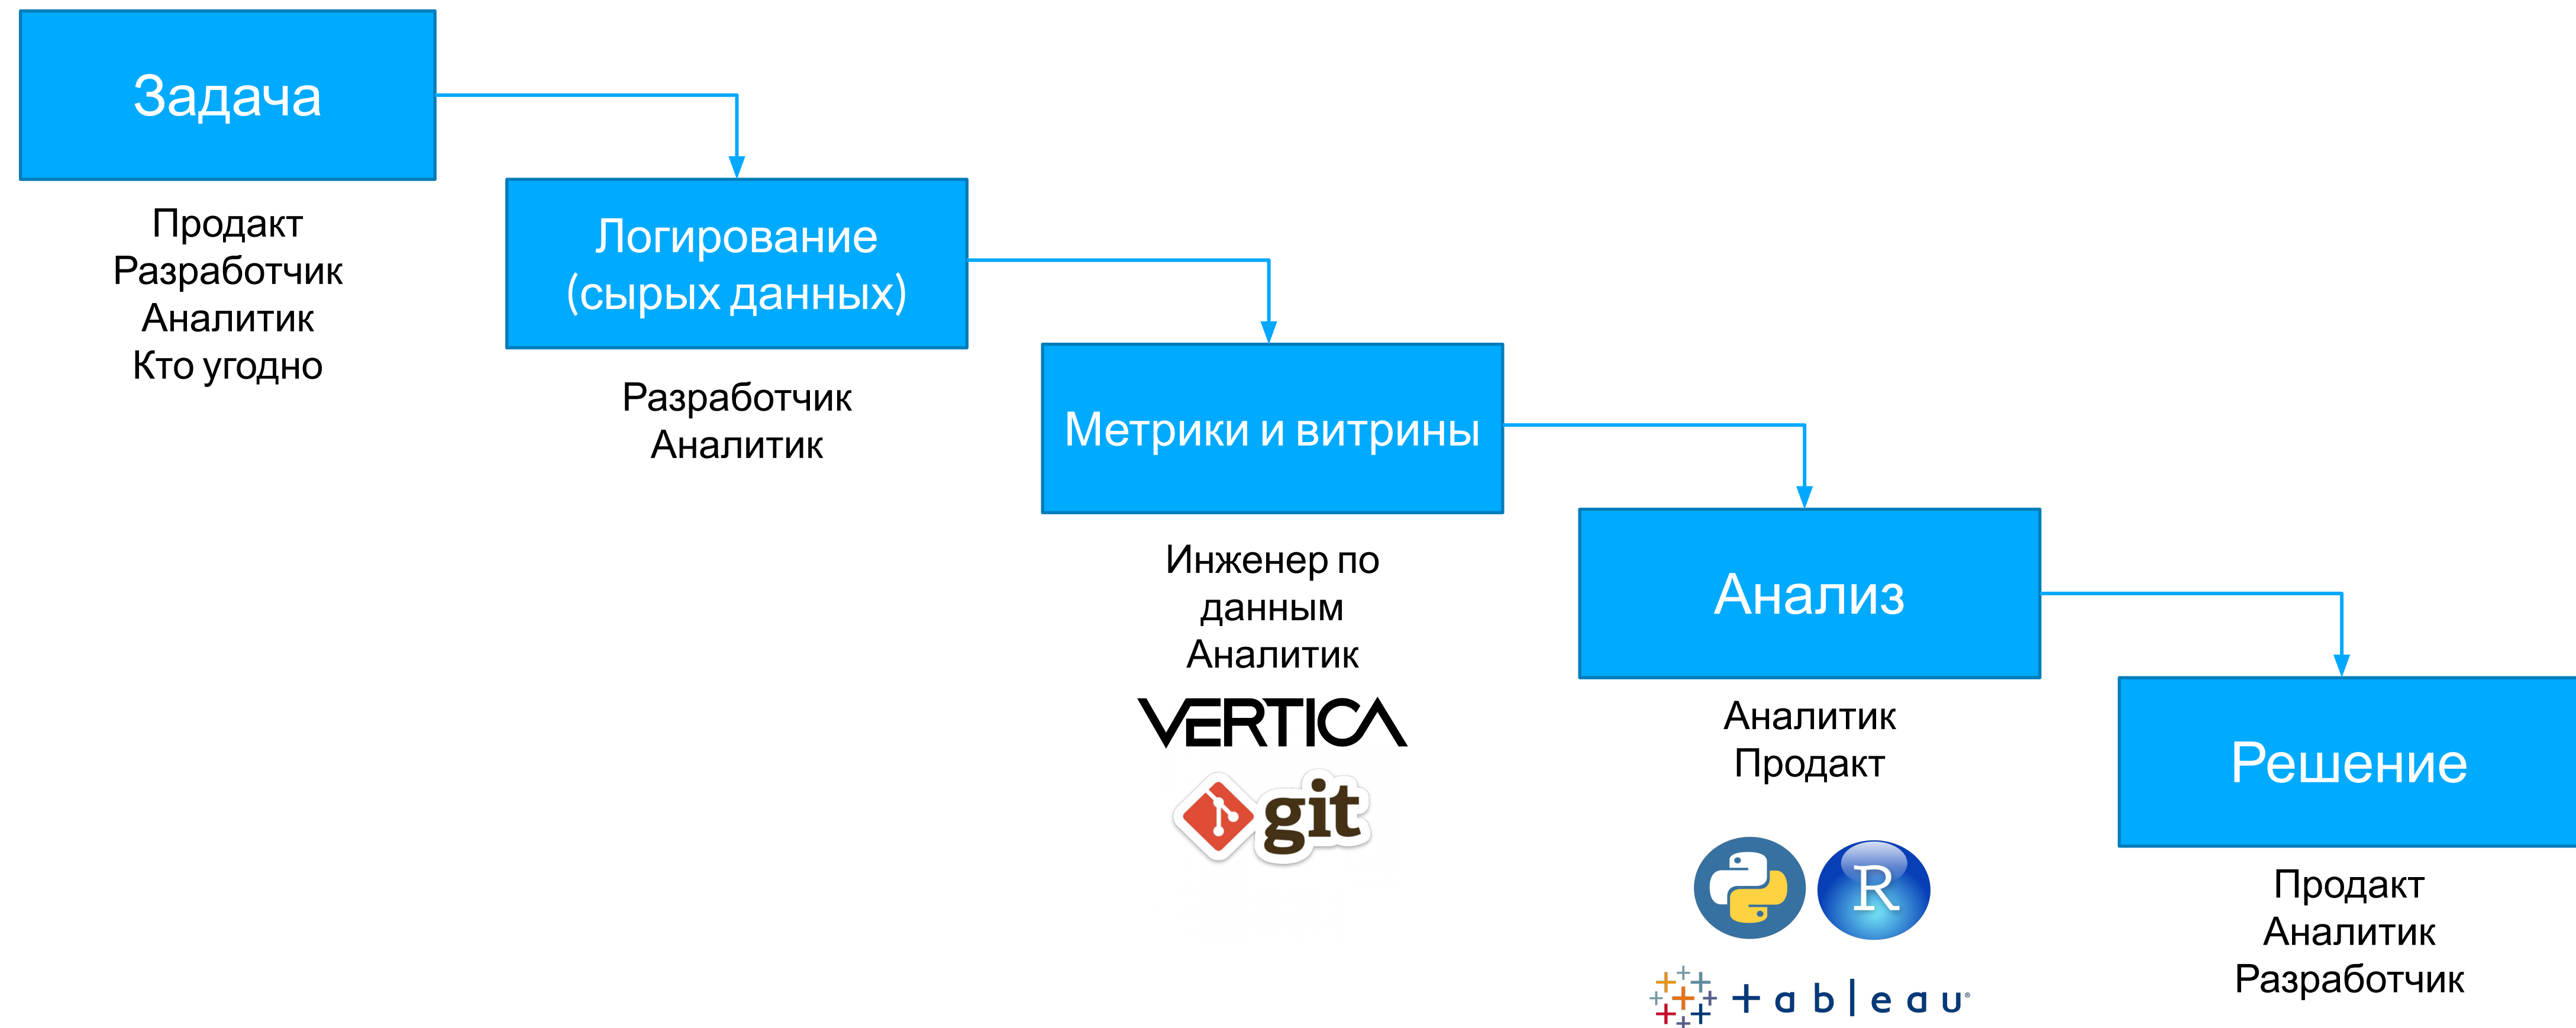 Задача
Продакт
Разработчик
Аналитик
Кто угодно
Логирование
(сырых данных)
Разработчик
Аналитик
Метрики и витрины
Инженер по
данным
Аналитик
VERTICA
git
Анализ
Аналитик
Продакт
R
+ableau®
Решение
Продакт
Аналитик
Разработчик